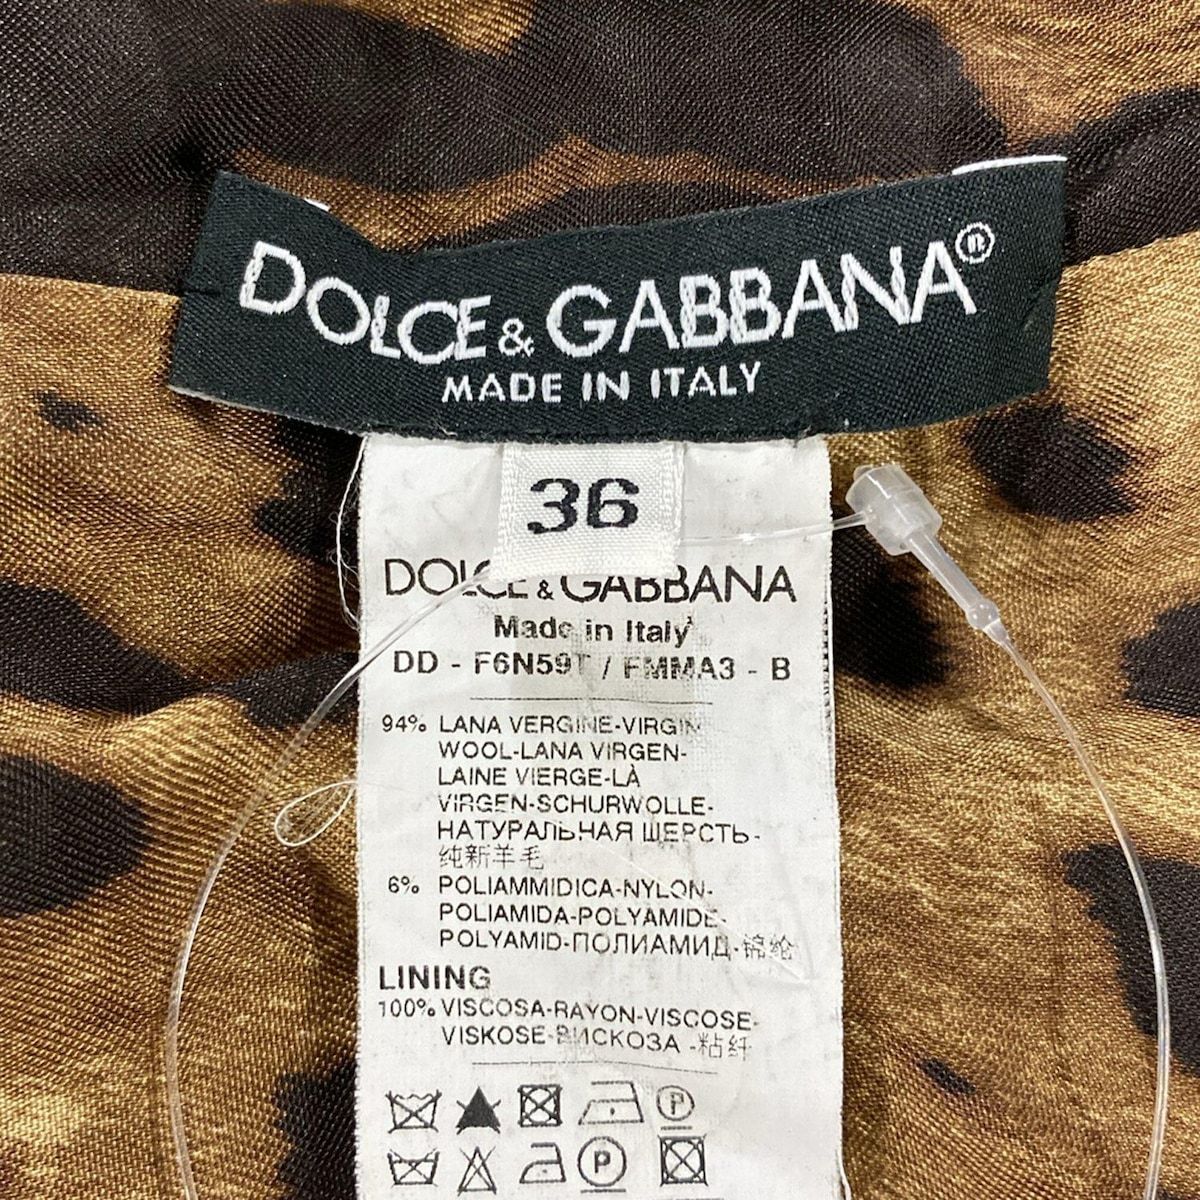 DOLCE & GABBANA®
MADE IN ITALY
36
DOLCE & GABBANA
Made in Italy
DD - F6N59T / FMMA3 - B
94% LANA VERGINE-VIRGIN
WOOL-LANA VIRGEN-
LAINE VIERGE-LÀ
VIRGEN-SCHURWOLLE-
НАТУРАЛЬНАЯ ШЕРСТЬ-
纯新羊毛
6% POLIAMMIDICA-NYLON-
POLIAMIDA-POLYAMIDE-
POLYAMID-ПОЛИАМИД-锦纶
LINING
100% VISCOSA-RAYON-VISCOSE-
VISKOSE-ВИСКОЗА -粘纤
P
P